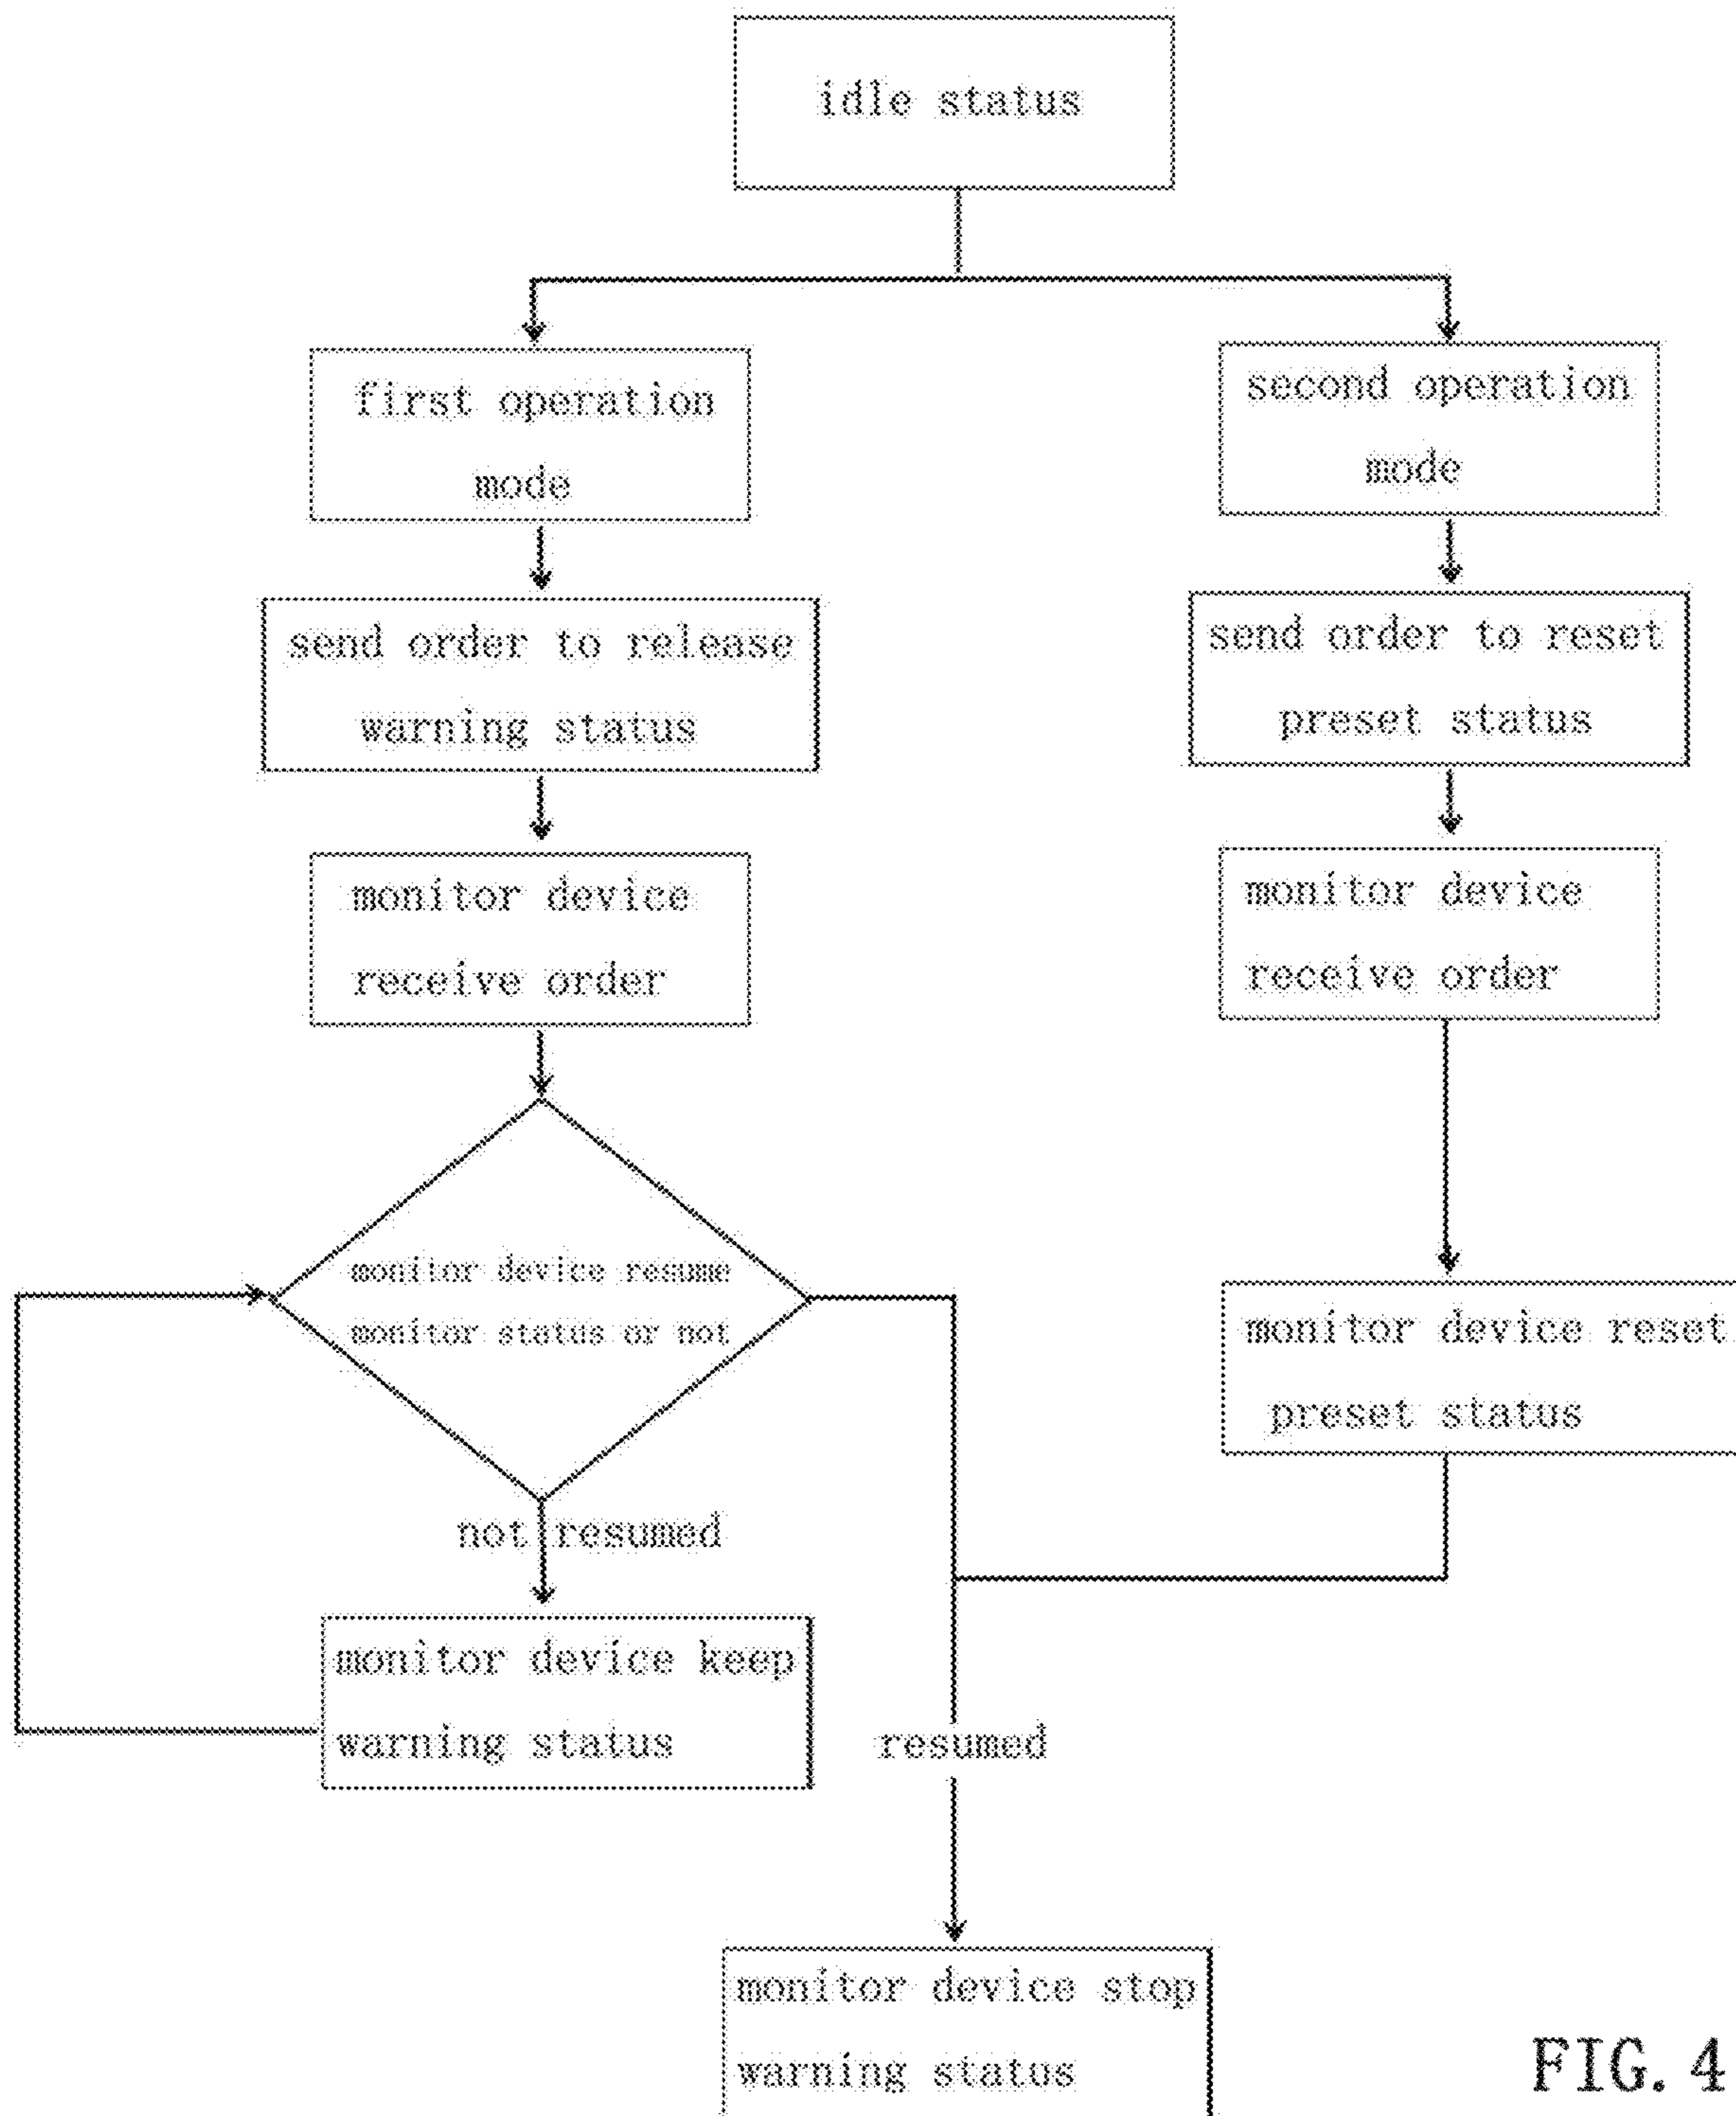 idle status
first operation
mode
second operation
mode
send order to release
warning status
send order to reset
preset status
monitor device
receive order
monitor device
receive order
monitor device resume
monitor status or not
monitor device reset
preset status
not resumed
monitor device keep
warning status
resumed
monitor device stop
warning status
FIG. 4